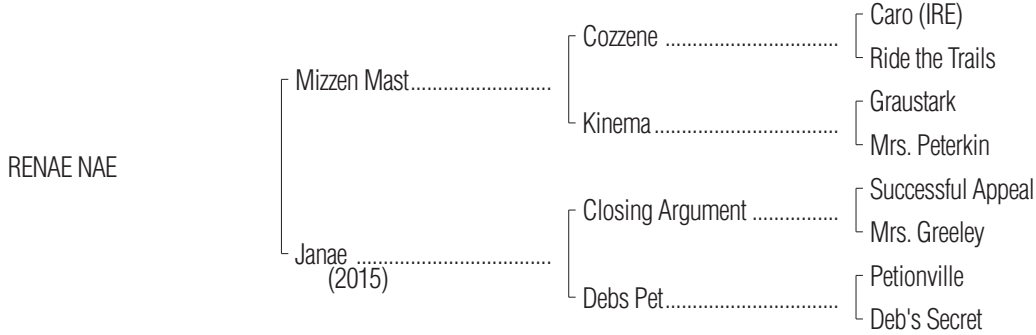 Caro (IRE)
Cozzene ..................................
Ride the Trails
Mizzen Mast...........................
Graustark
Kinema....................................
Mrs. Peterkin
RENAE NAE
Successful Appeal
Closing Argument .................
Mrs. Greeley
Janae .....................................
(2015)
Petionville
Debs Pet..................................
Deb's Secret